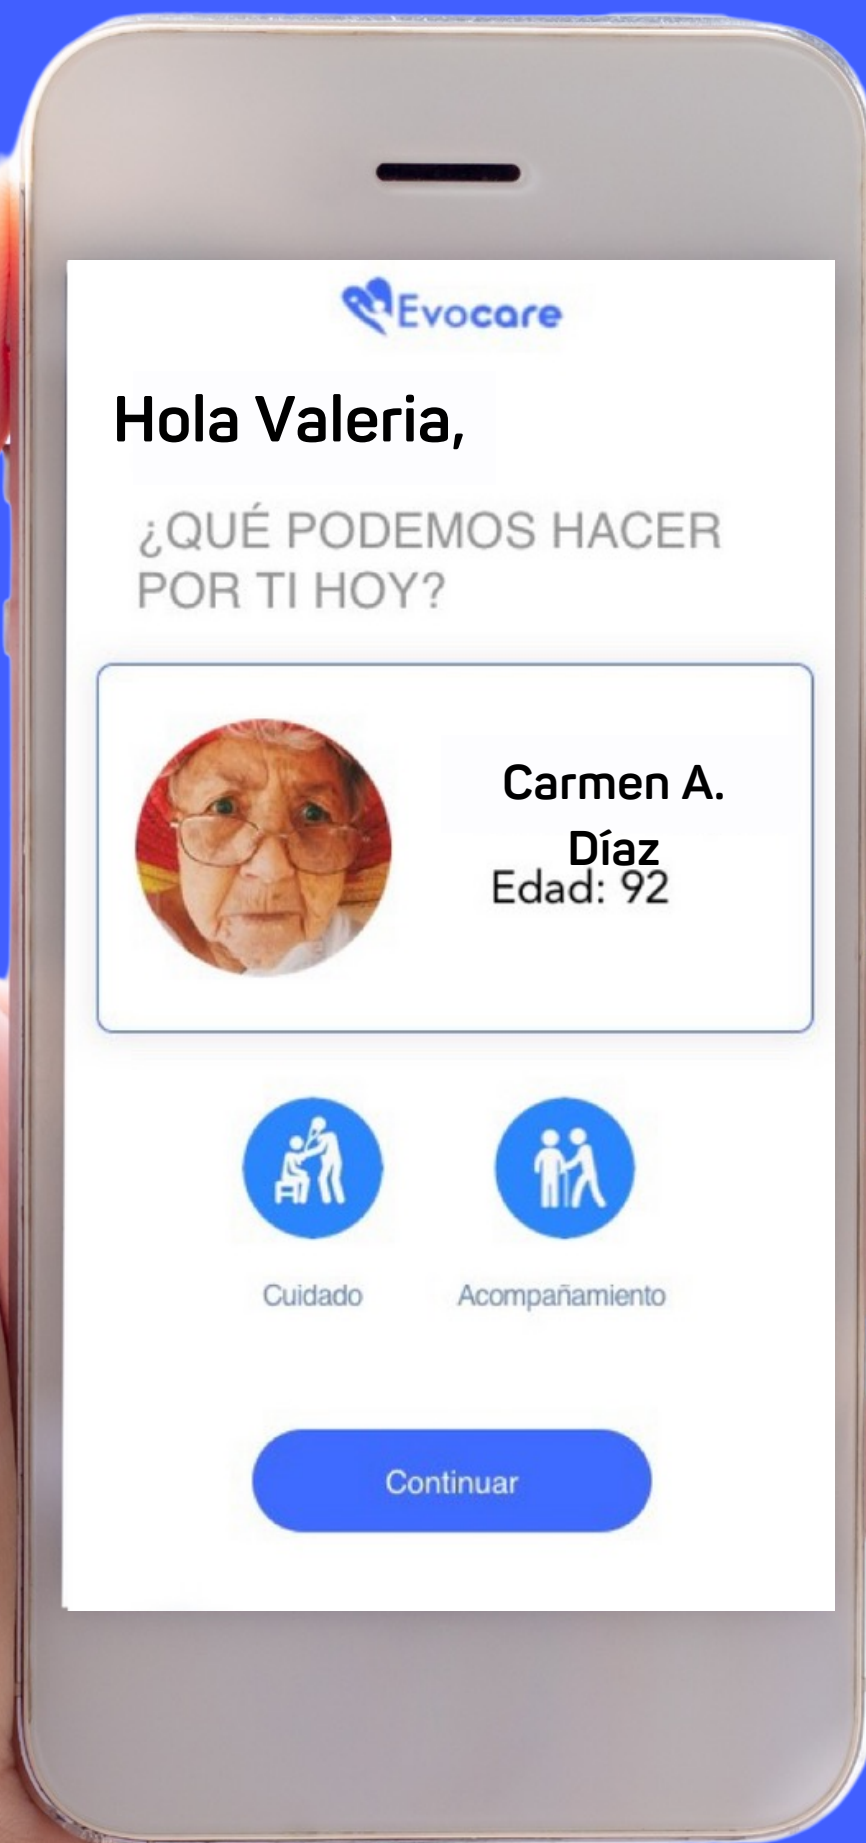 Evocare
Hola Valeria,
¿QUÉ PODEMOS HACER
POR TI HOY?
Carmen A.
Díaz
Edad: 92
Cuidado
Acompañamiento
Continuar